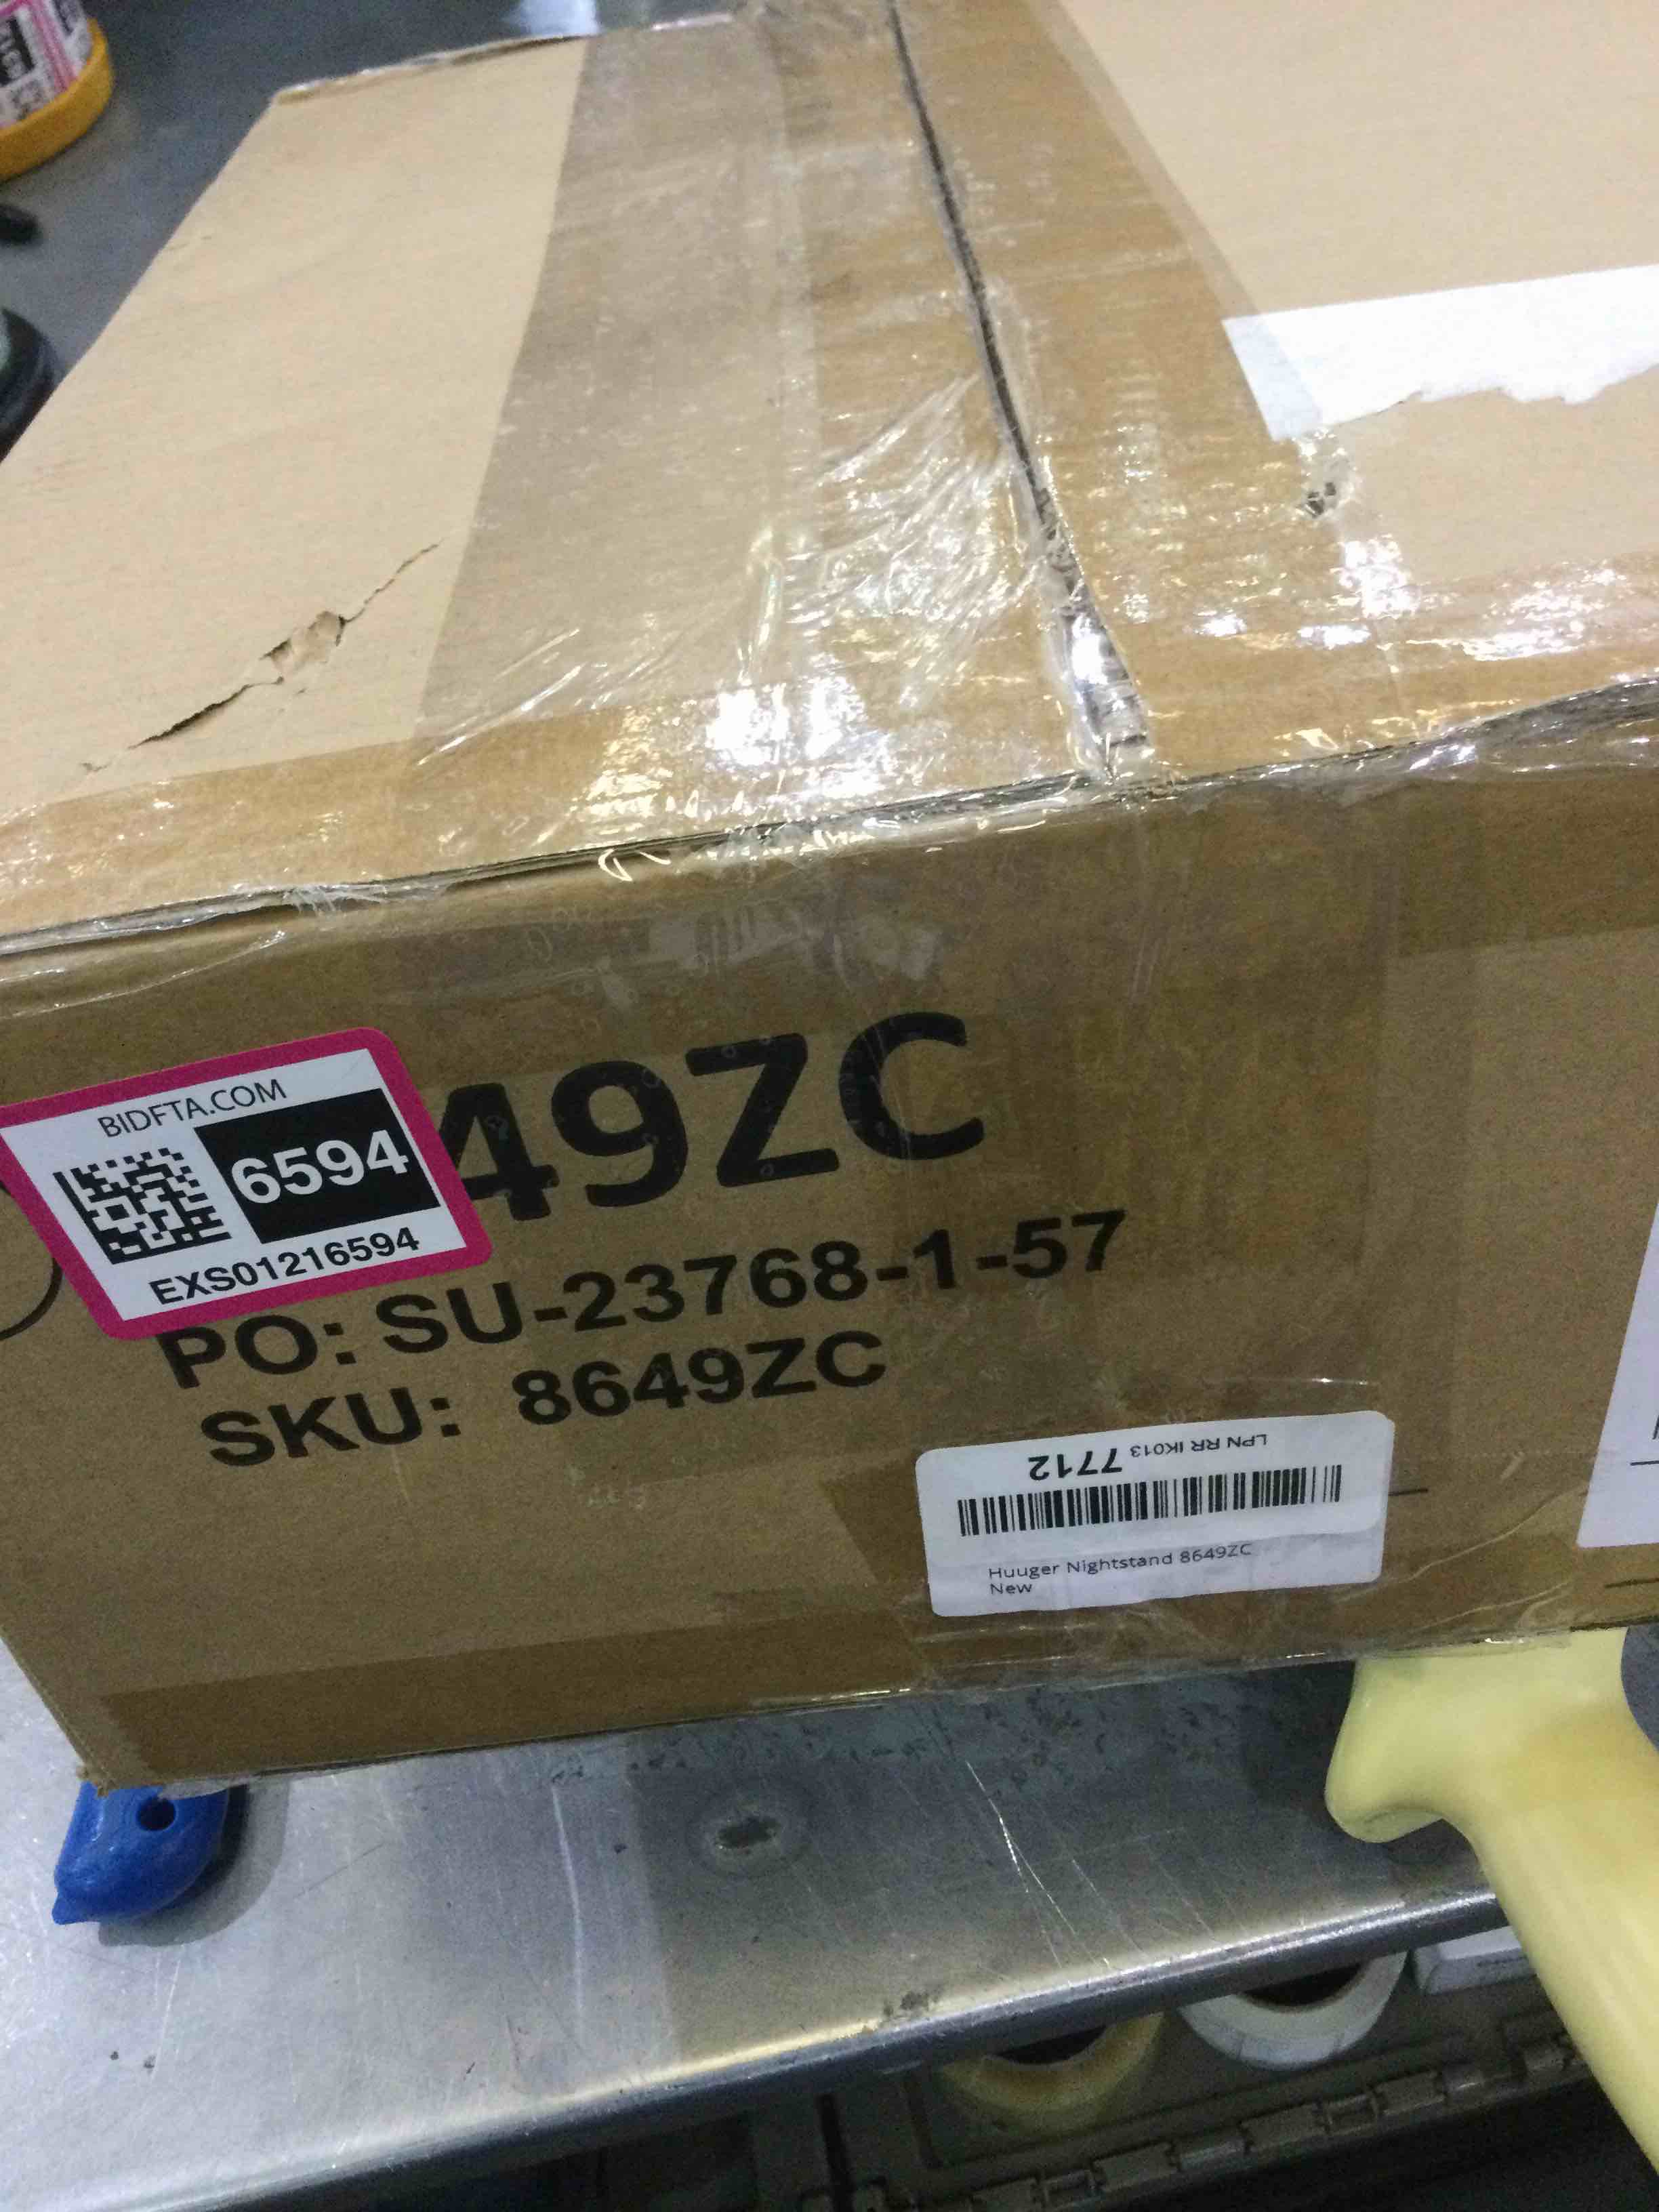 BIDFTA.COM
6594
EXS01216594
49ZC
PO: SU-23768-1-57
SKU: 8649ZC
LPN RR IK013 7712
Huuger Nightstand 8649ZC
New